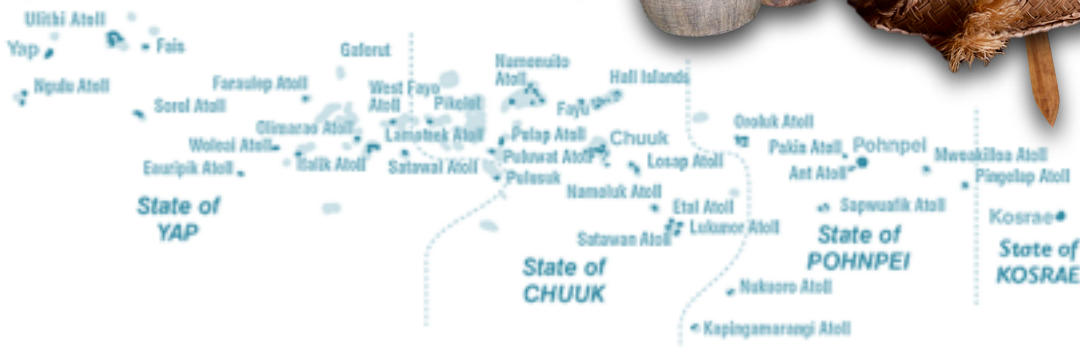 Ulithi Atoll
Yap
Fais
Gaferut
Ngulu Atoll
Sorol Atoll
Faraulep Atoll
West Fayo
Atoll
Pikelot
Namonuito
Atoll
Hall Islands
Fayu
Olimarao Atoll
Lamotrek Atoll
Pulap Atoll
Chuuk
Woleai Atoll
Ifalik Atoll
Satawal Atoll
Puluwat Atoll
Losap Atoll
Eauripik Atoll
Pulusuk
Namoluk Atoll
Etal Atoll
Lukunor Atoll
Satawan Atoll
Oroluk Atoll
Pakin Atoll
Pohnpei
Ant Atoll
Mwoakilloa Atoll
Pingelap Atoll
Sapwuafik Atoll
Kosrae
Nukuoro Atoll
Kapingamarangi Atoll
State of
YAP
State of
CHUUK
State of
POHNPEI
State of
KOSRAE